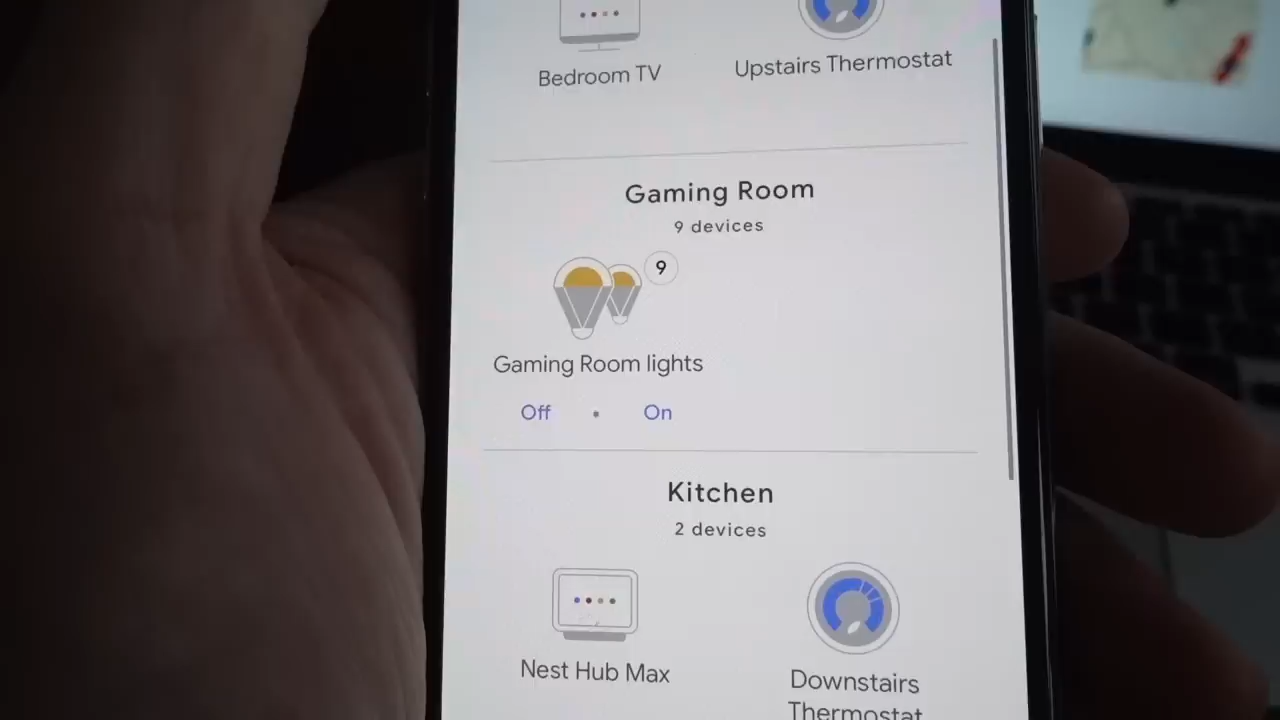 Bedroom TV
Upstairs Thermostat
Gaming Room
9 devices
9
Gaming Room lights
Off • On
Kitchen
2 devices
Nest Hub Max
Downstairs
Thermostat